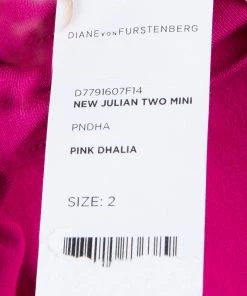 DIANE VON FURSTENBERG
D7791607F14
NEW JULIAN TWO MINI
PNDHA
PINK DHALIA
SIZE: 2